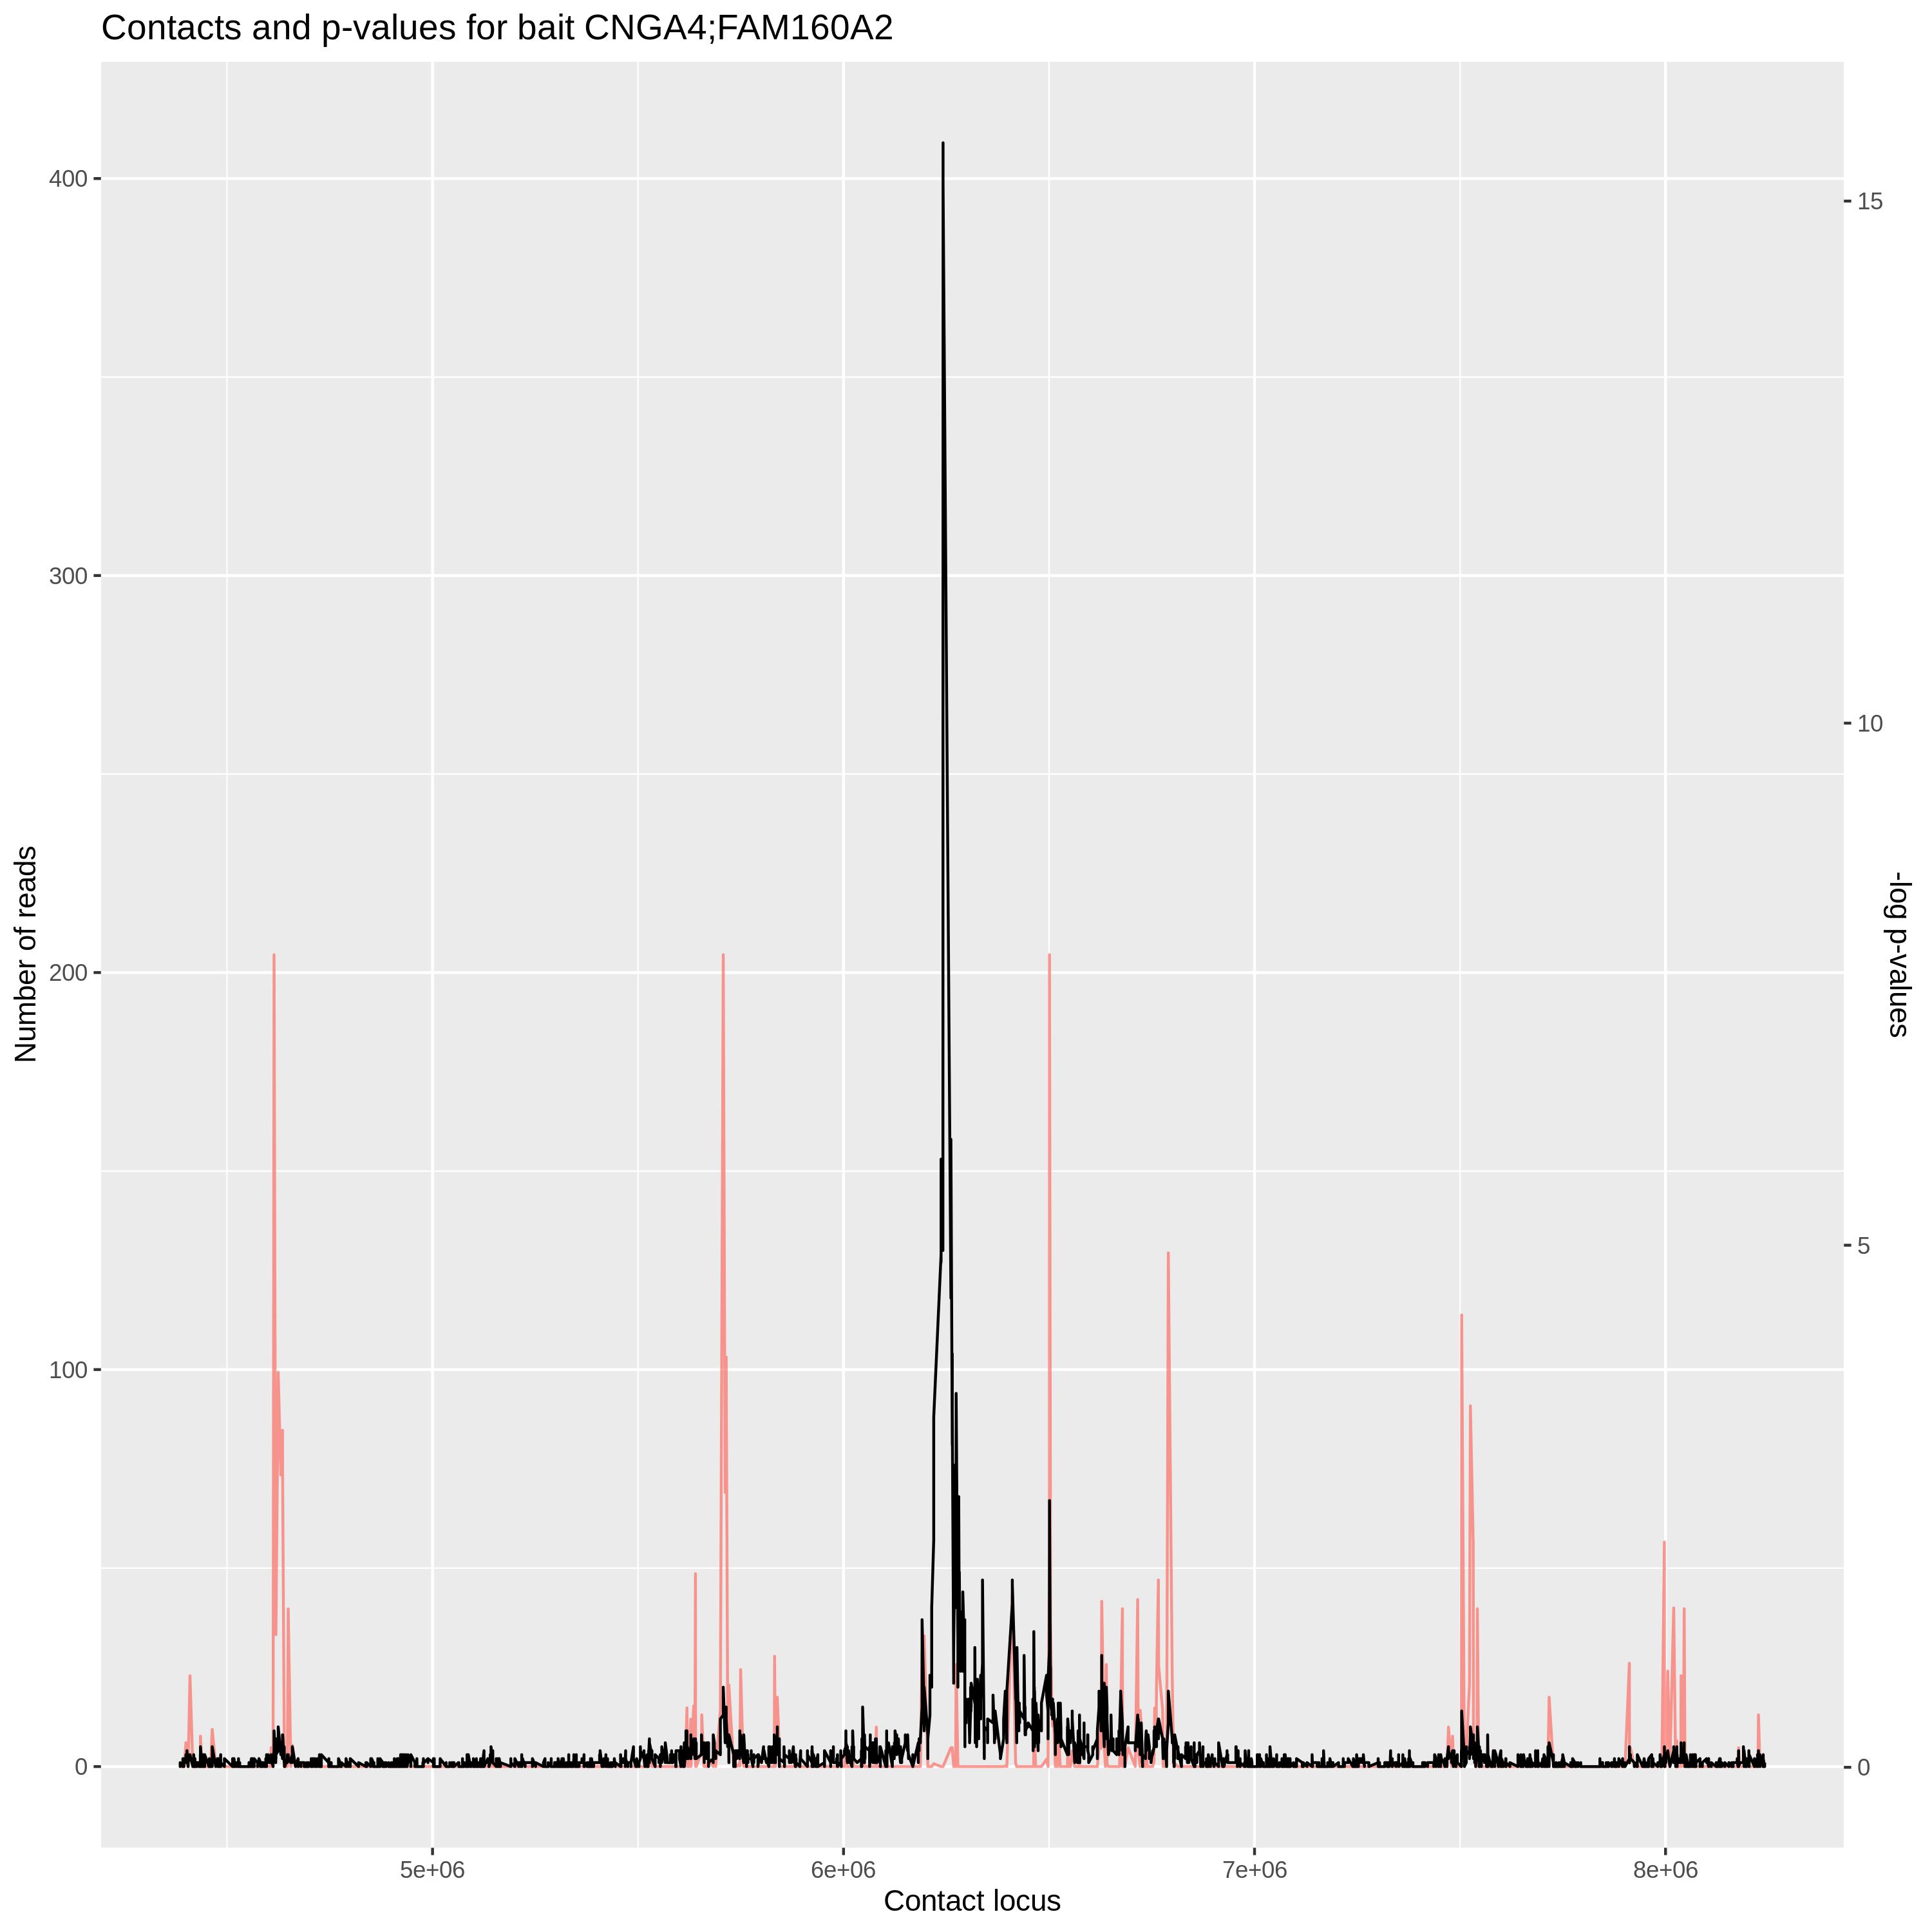 Contacts and p-values for bait CNGA4;FAM160A2
400
300
200
100
0
Number of reads
15
10
5
0
-log p-values
5e+06
6e+06
7e+06
8e+06
Contact locus